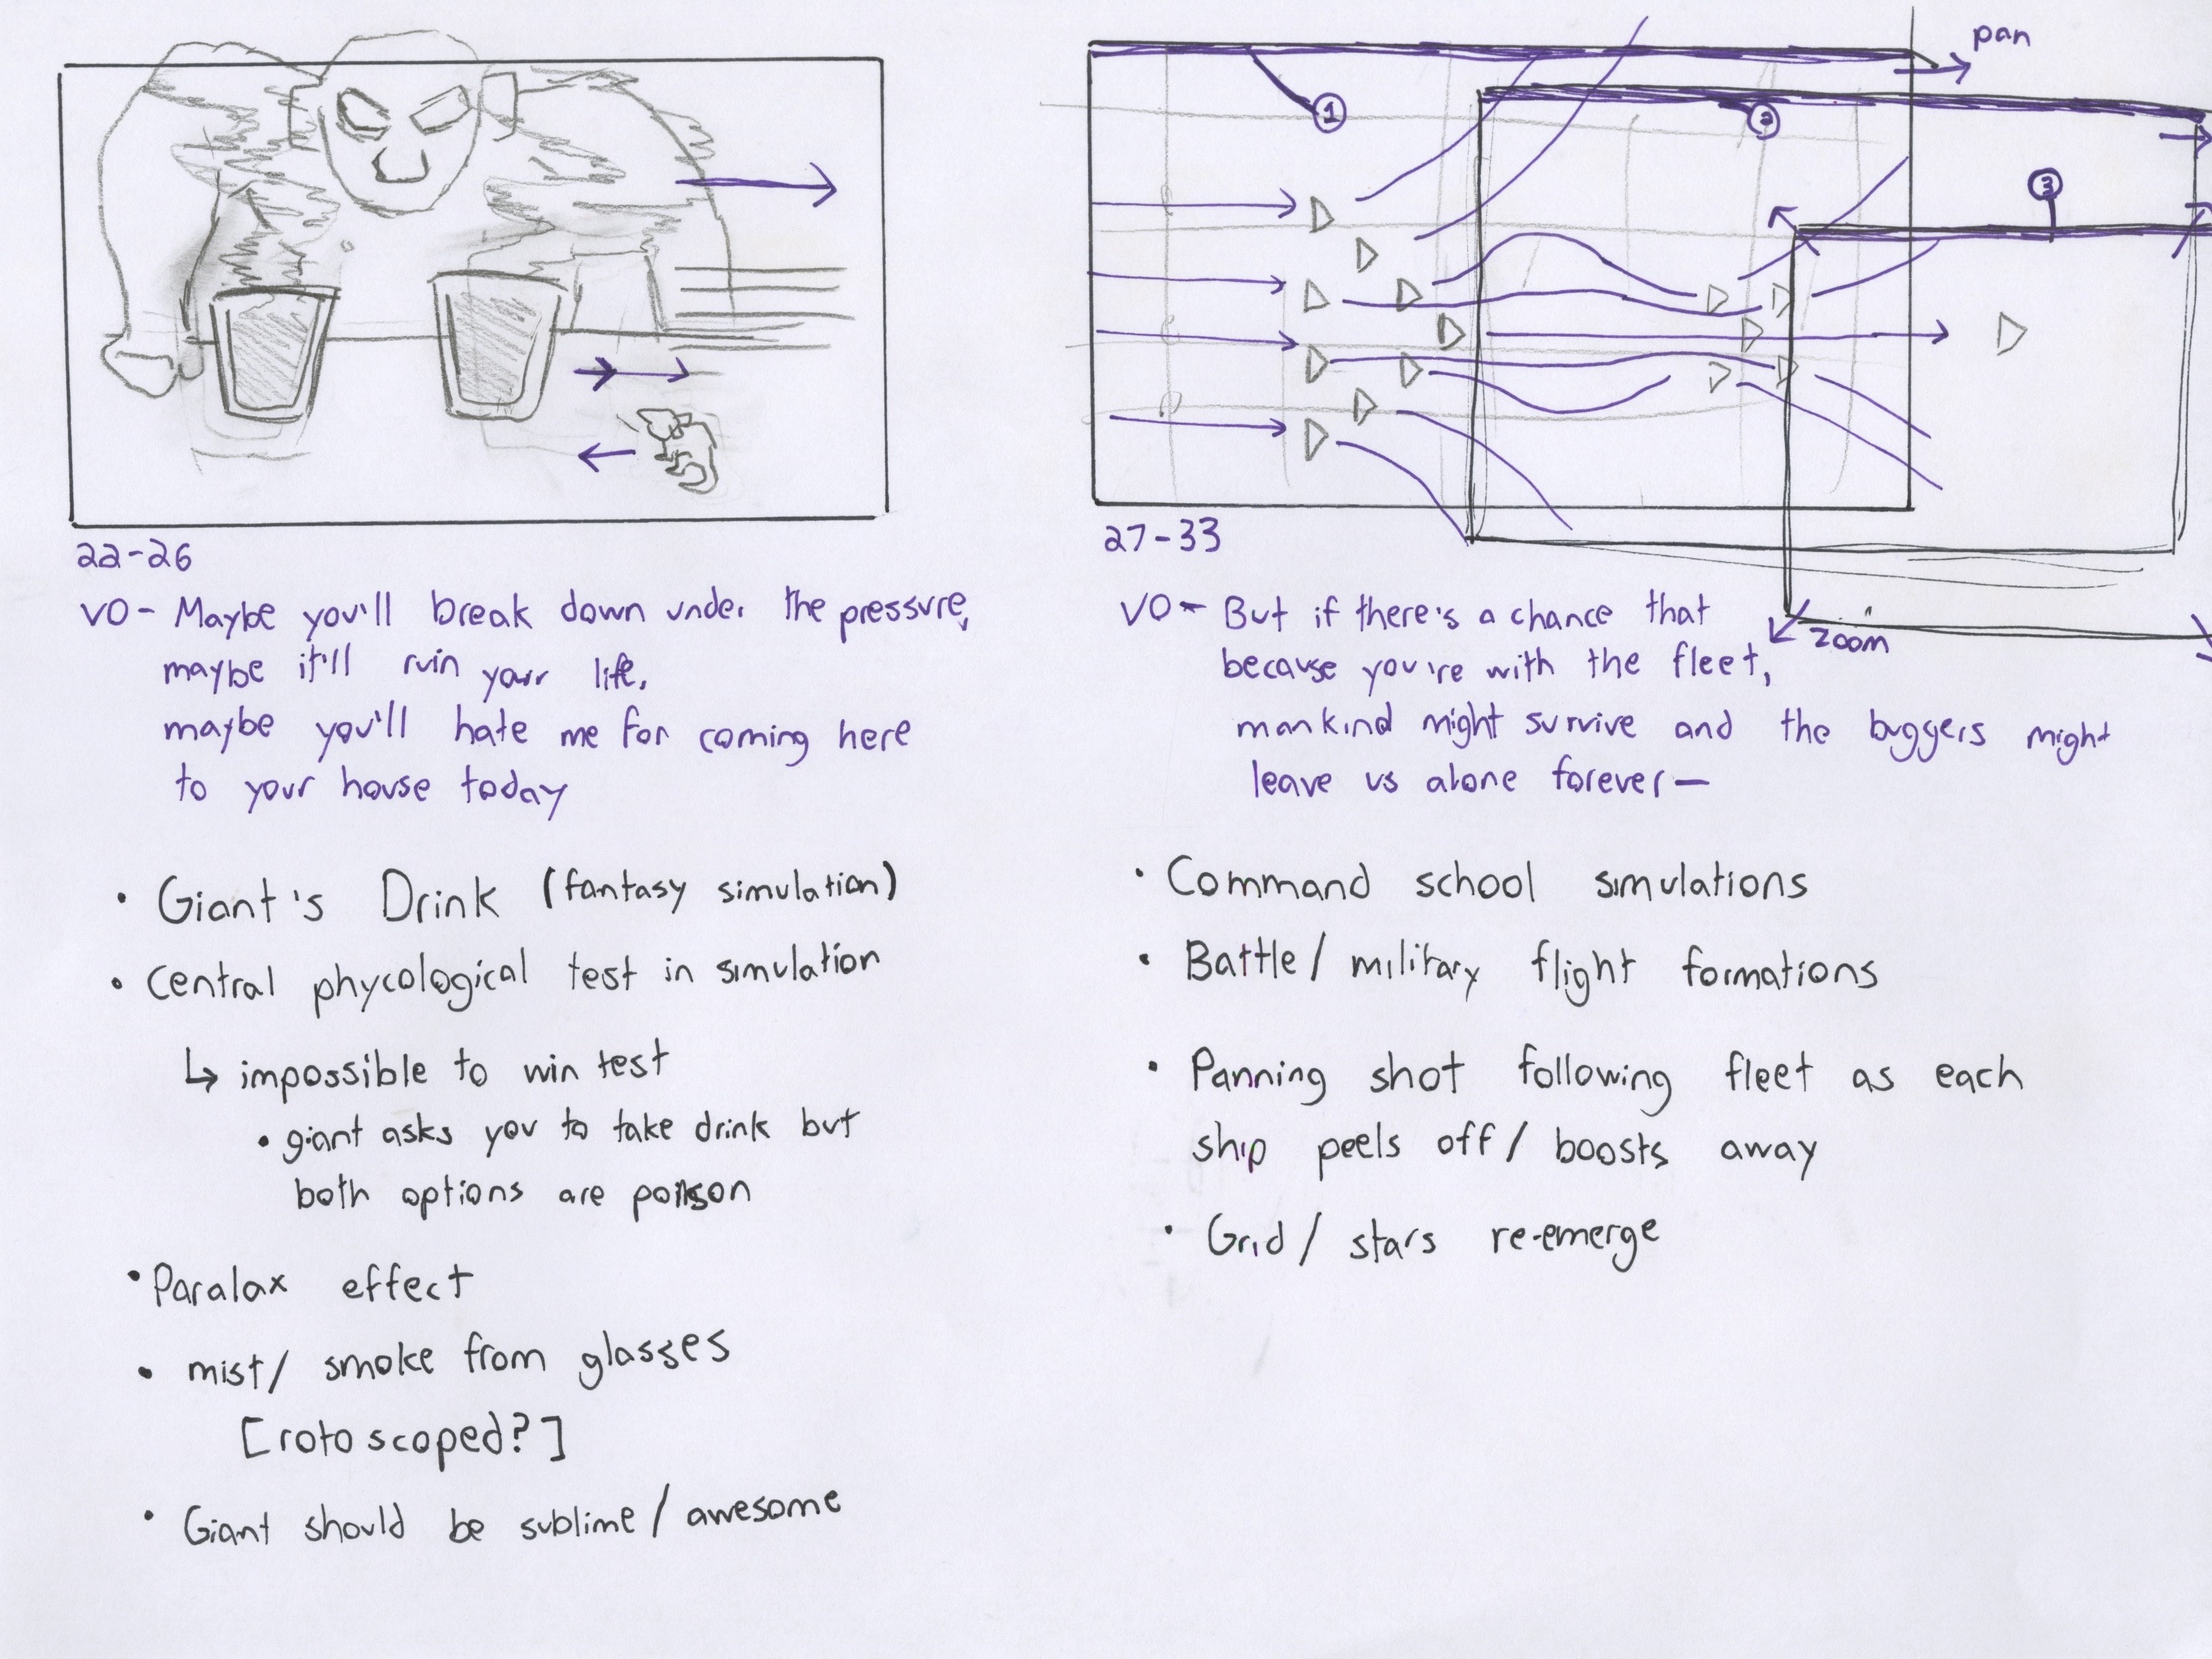 22-26
VO- Maybe you'll break down under the pressure,
maybe it'll ruin your life,
maybe you'll hate me for coming here
to your house today
• Giant's Drink (fantasy simulation)
• Central phycological test in simulation
↳ impossible to win test
• giant asks you to take drink but
both options are poison
• Paralax effect
• mist/ smoke from glasses
[rotoscoped?]
• Giant should be sublime/awesome
pan
1
2
3
zoom
27-33
VO- But if there's a chance that
because you're with the fleet,
mankind might survive and the buggers might
leave us alone forever—
• Command school simulations
• Battle/ military flight formations
• Panning shot following fleet as each
ship peels off/ boosts away
• Grid/ stars re-emerge